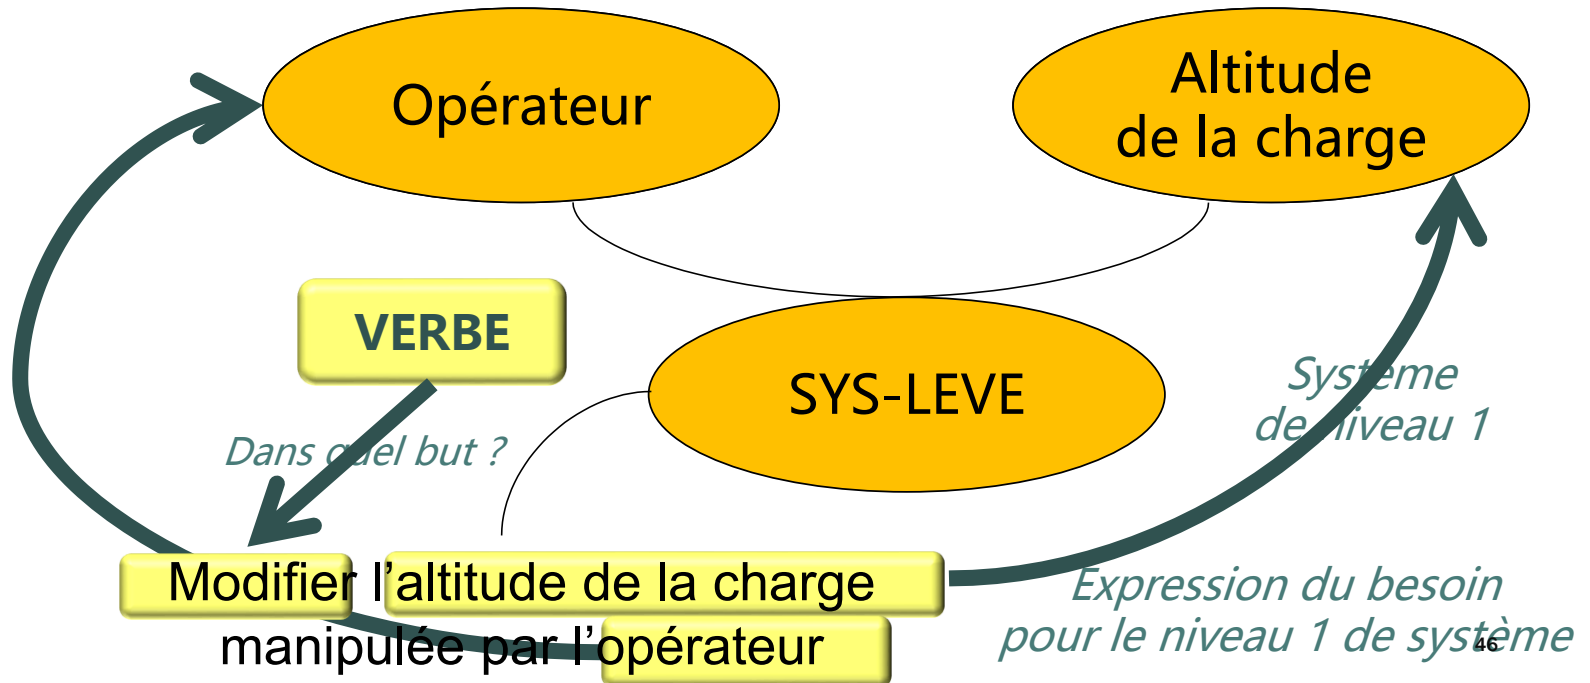 Opérateur
Altitude
de la charge
VERBE
SYS-LEVE
Système
de niveau 1
Dans quel but ?
Modifier l’altitude de la charge
manipulée par l’opérateur
Expression du besoin
pour le niveau 1 de système
46